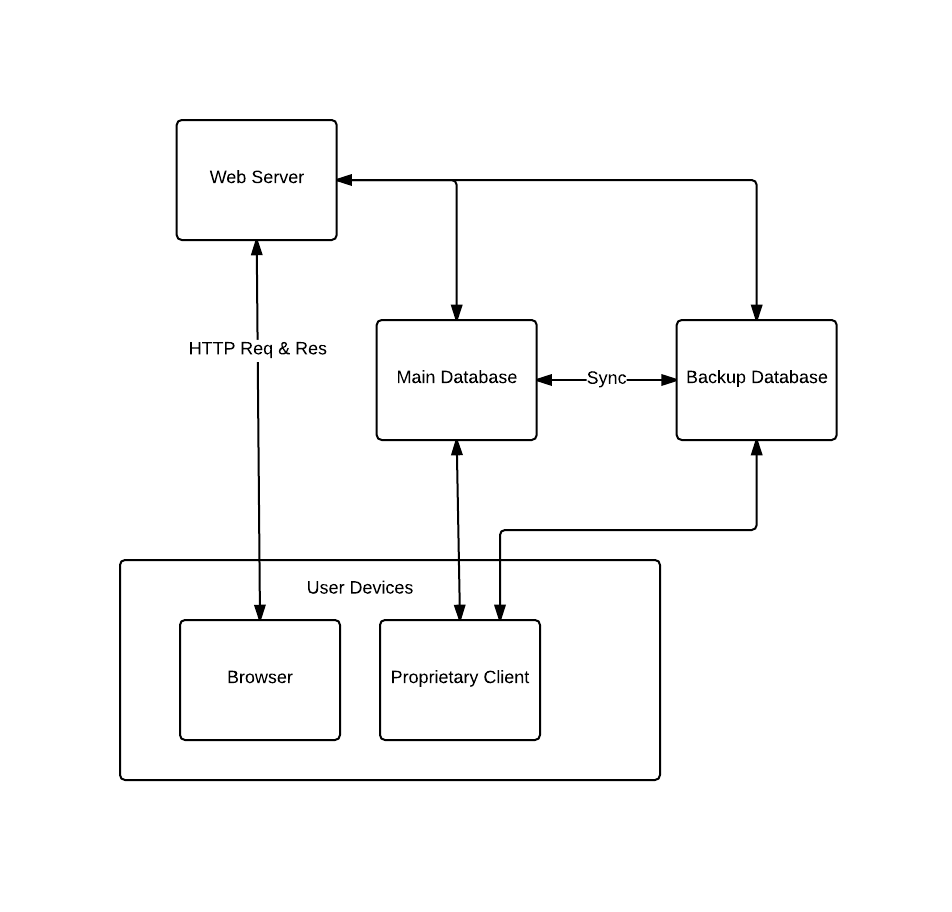 Web Server
HTTP Req & Res
Main Database
Sync
Backup Database
User Devices
Browser
Proprietary Client